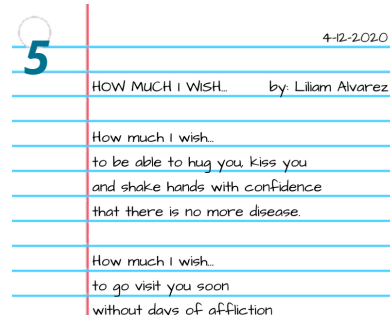 5
4-12-2020
HOW MUCH I WISH... by: Liliam Alvarez
How much I wish...
to be able to hug you, kiss you
and shake hands with confidence
that there is no more disease.
How much I wish...
to go visit you soon
without days of affliction